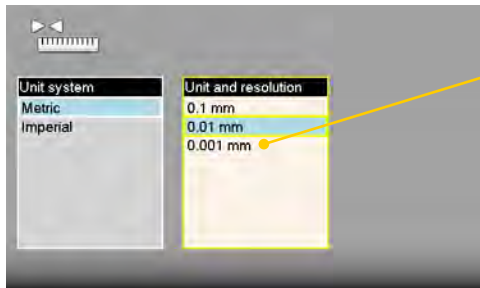 Unit system
Metric
Imperial
Unit and resolution
0.1 mm
0.01 mm
0.001 mm